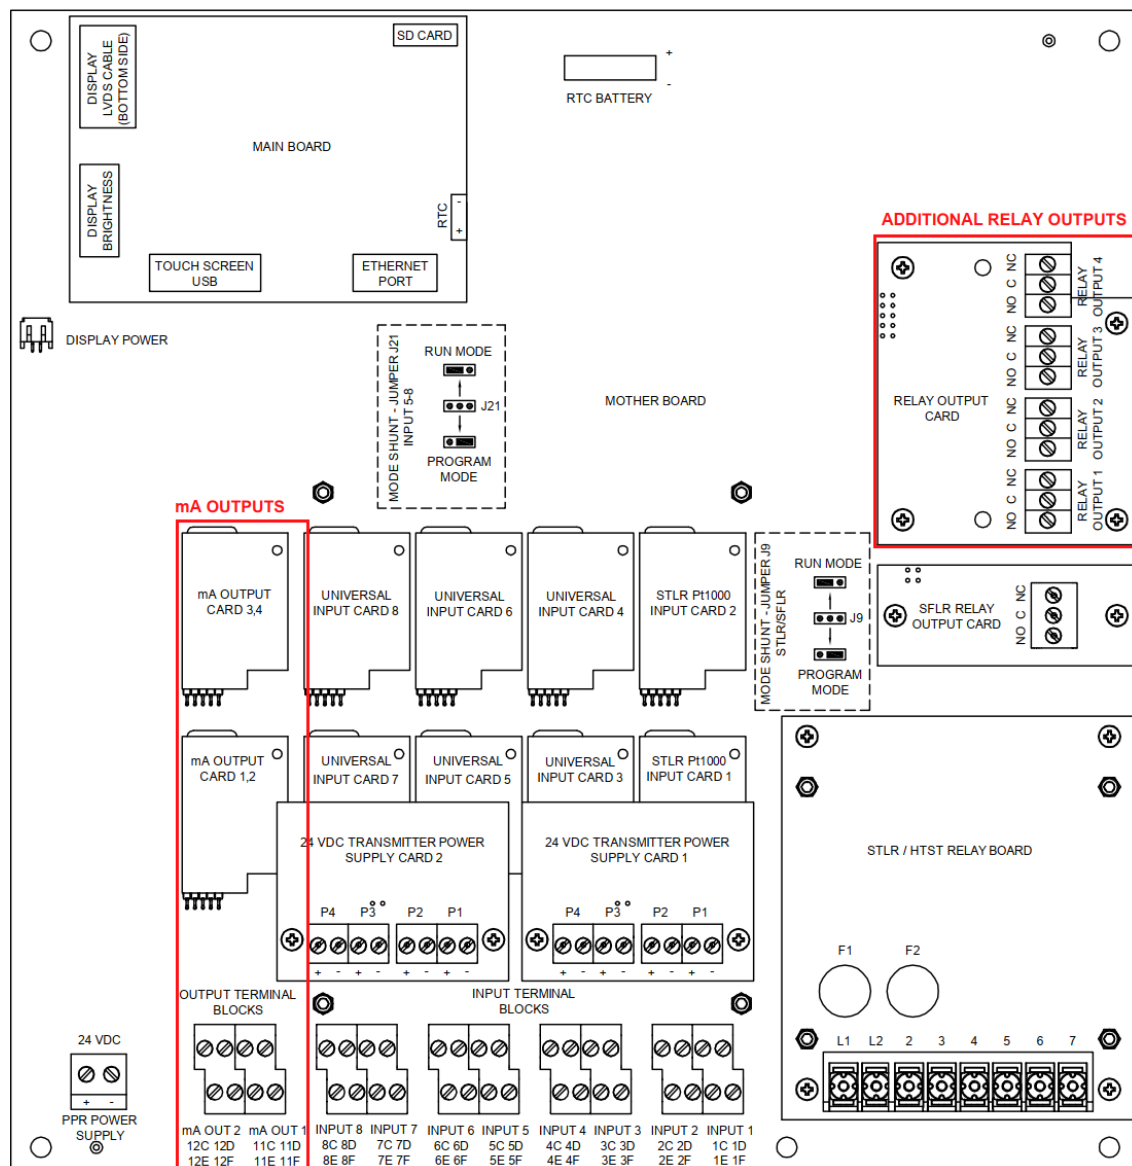 SD CARD
DISPLAY
LVDS CABLE
(BOTTOM SIDE)
+
-
RTC BATTERY
MAIN BOARD
DISPLAY
BRIGHTNESS
RTC
-
+
TOUCH SCREEN
USB
ETHERNET
PORT
ADDITIONAL RELAY OUTPUTS
NO C NC
RELAY
OUTPUT 4
NO C NC
RELAY
OUTPUT 3
NO C NC
RELAY
OUTPUT 2
NO C NC
RELAY
OUTPUT 1
RELAY OUTPUT
CARD
DISPLAY POWER
MODE SHUNT - JUMPER J21
INPUT 5-8
RUN MODE
J21
PROGRAM
MODE
MOTHER BOARD
mA OUTPUTS
mA OUTPUT
CARD 3,4
UNIVERSAL
INPUT CARD 8
UNIVERSAL
INPUT CARD 6
UNIVERSAL
INPUT CARD 4
STLR Pt1000
INPUT CARD 2
MODE SHUNT - JUMPER J9
STLR/SFLR
RUN MODE
J9
PROGRAM
MODE
SFLR RELAY
OUTPUT CARD
NO C NC
mA OUTPUT
CARD 1,2
UNIVERSAL
INPUT CARD 7
UNIVERSAL
INPUT CARD 5
UNIVERSAL
INPUT CARD 3
STLR Pt1000
INPUT CARD 1
24 VDC TRANSMITTER POWER
SUPPLY CARD 2
P4 P3 P2 P1
+ - + - + - + -
24 VDC TRANSMITTER POWER
SUPPLY CARD 1
P4 P3 P2 P1
+ - + - + - + -
STLR / HTST RELAY BOARD
F1 F2
L1 L2 2 3 4 5 6 7
OUTPUT TERMINAL
BLOCKS
INPUT TERMINAL
BLOCKS
24 VDC
+ -
PPR POWER
SUPPLY
mA OUT 2
12C 12D
12E 12F
mA OUT 1
11C 11D
11E 11F
INPUT 8
8C 8D
8E 8F
INPUT 7
7C 7D
7E 7F
INPUT 6
6C 6D
6E 6F
INPUT 5
5C 5D
5E 5F
INPUT 4
4C 4D
4E 4F
INPUT 3
3C 3D
3E 3F
INPUT 2
2C 2D
2E 2F
INPUT 1
1C 1D
1E 1F